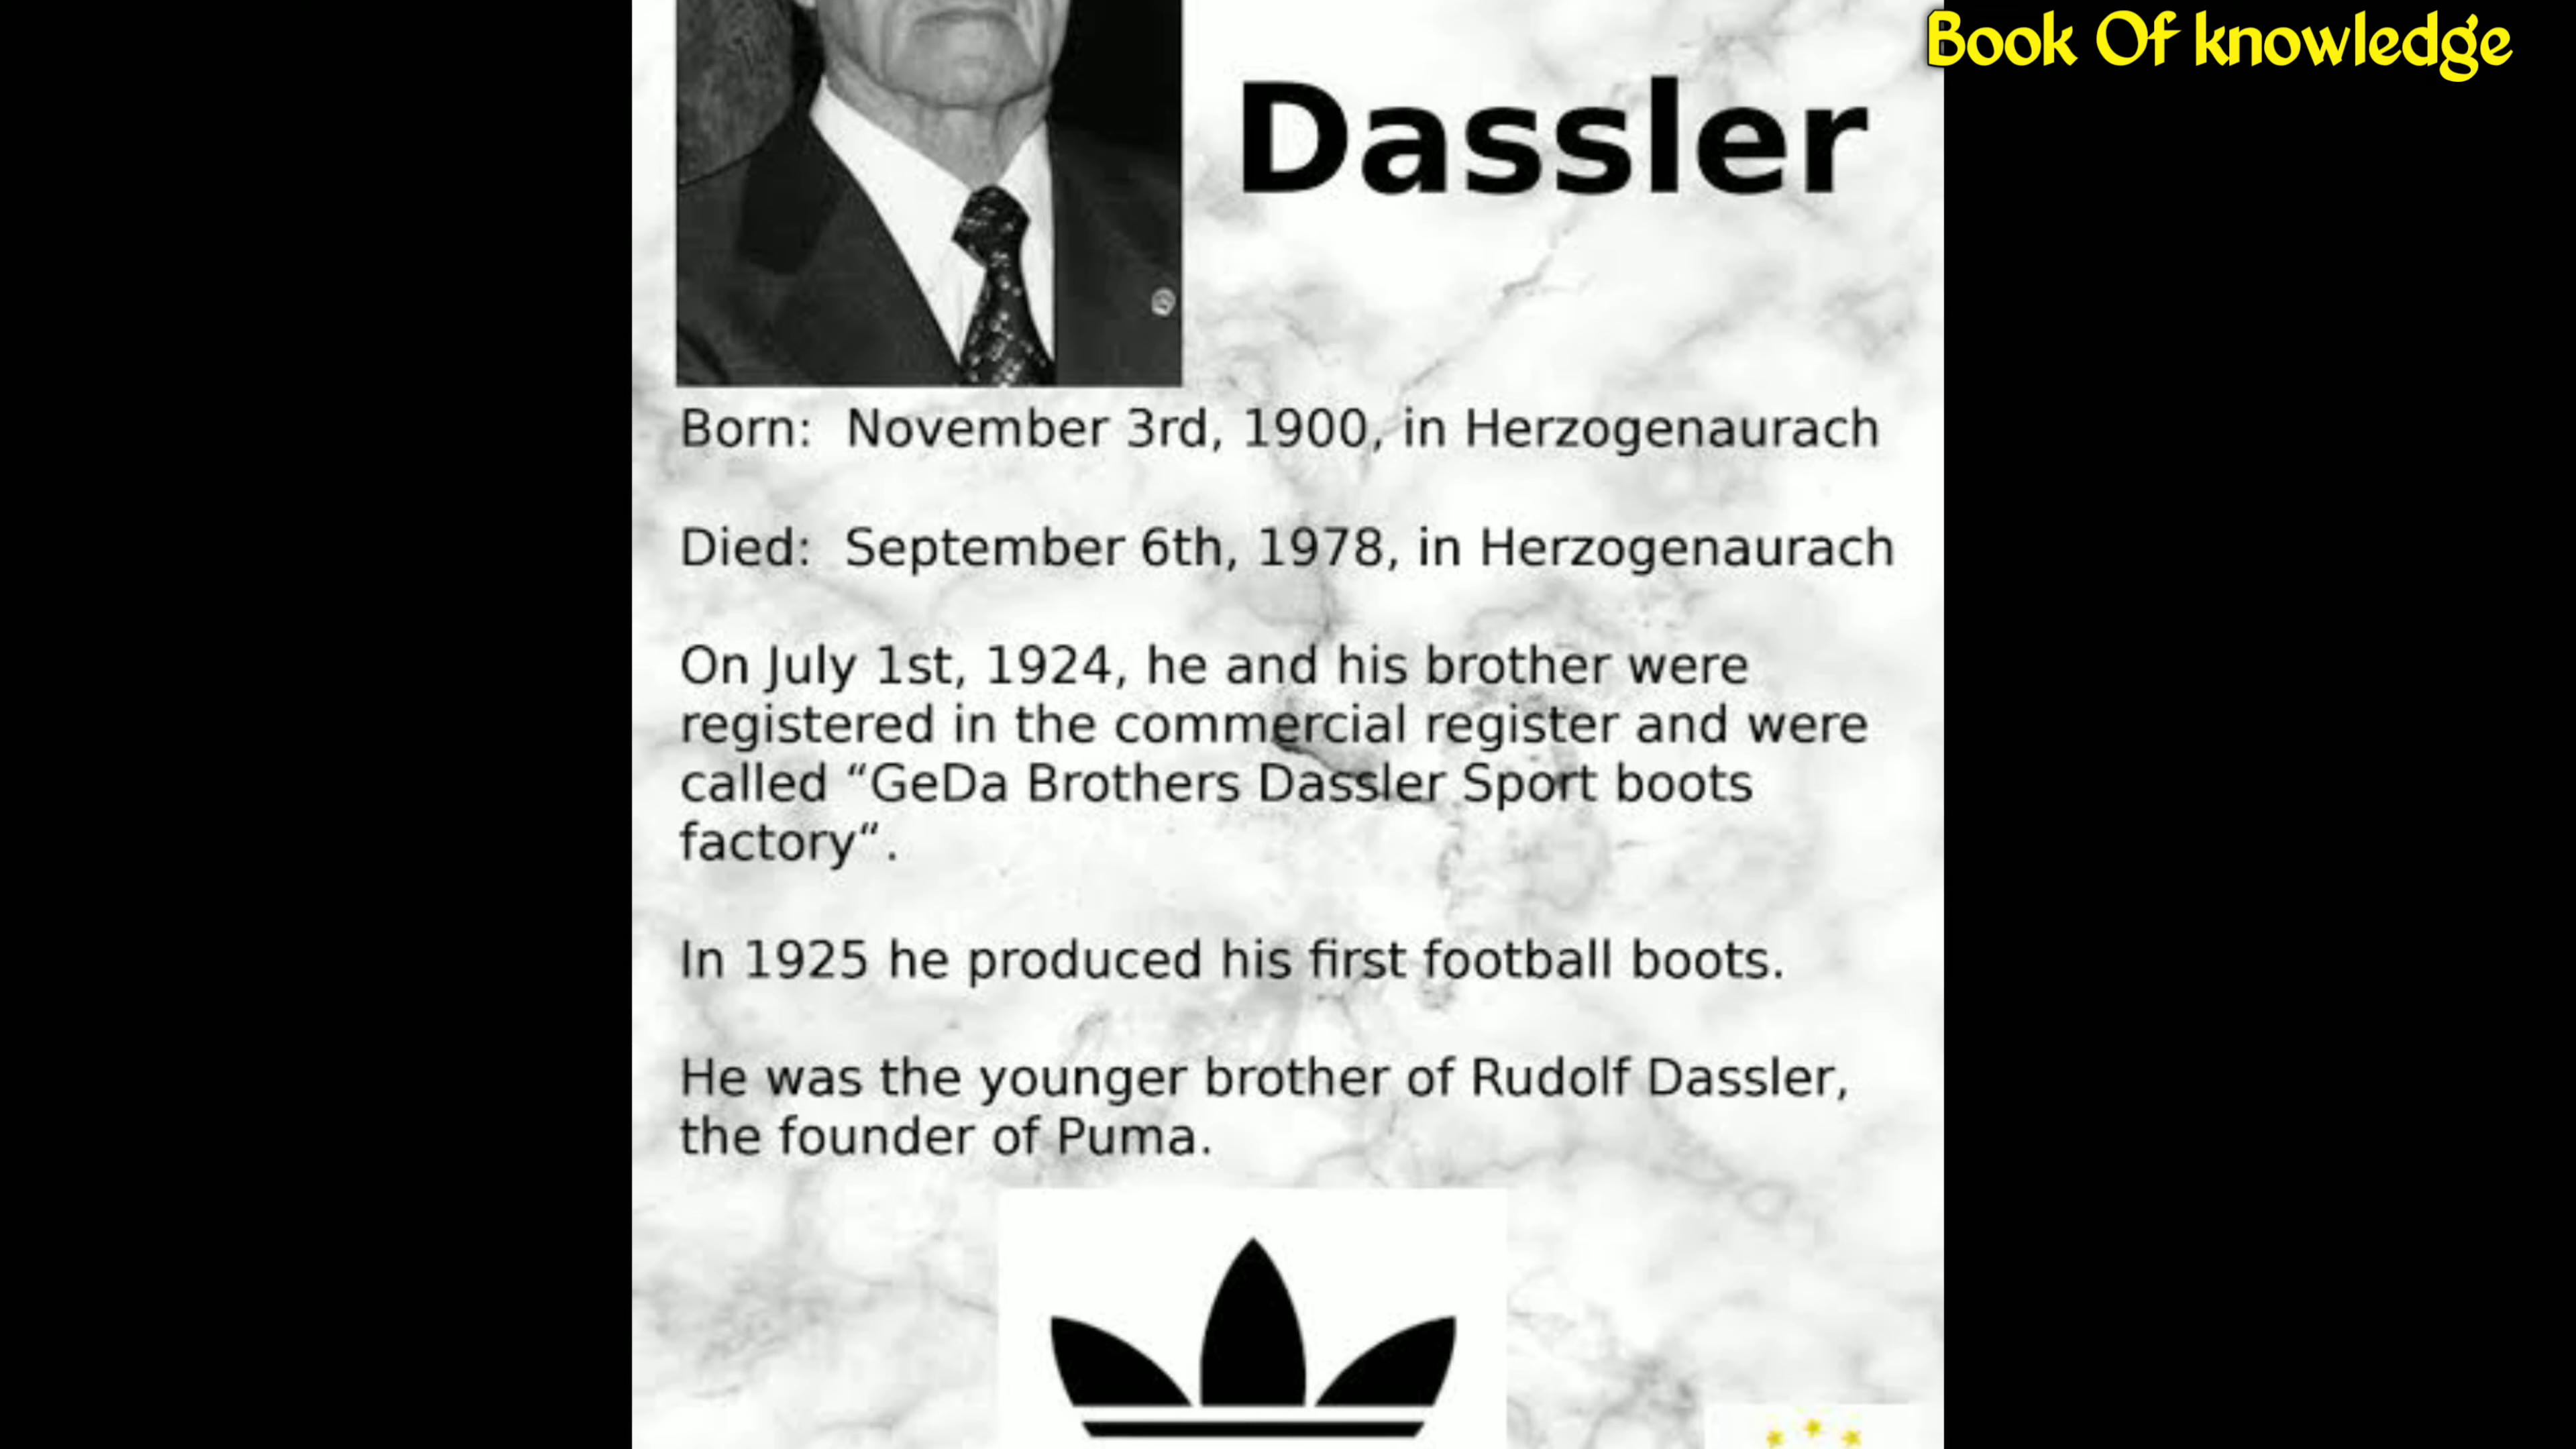 Book Of knowledge
Dassler
Born: November 3rd, 1900, in Herzogenaurach
Died: September 6th, 1978, in Herzogenaurach
On July 1st, 1924, he and his brother were
registered in the commercial register and were
called “GeDa Brothers Dassler Sport boots
factory“.
In 1925 he produced his first football boots.
He was the younger brother of Rudolf Dassler,
the founder of Puma.